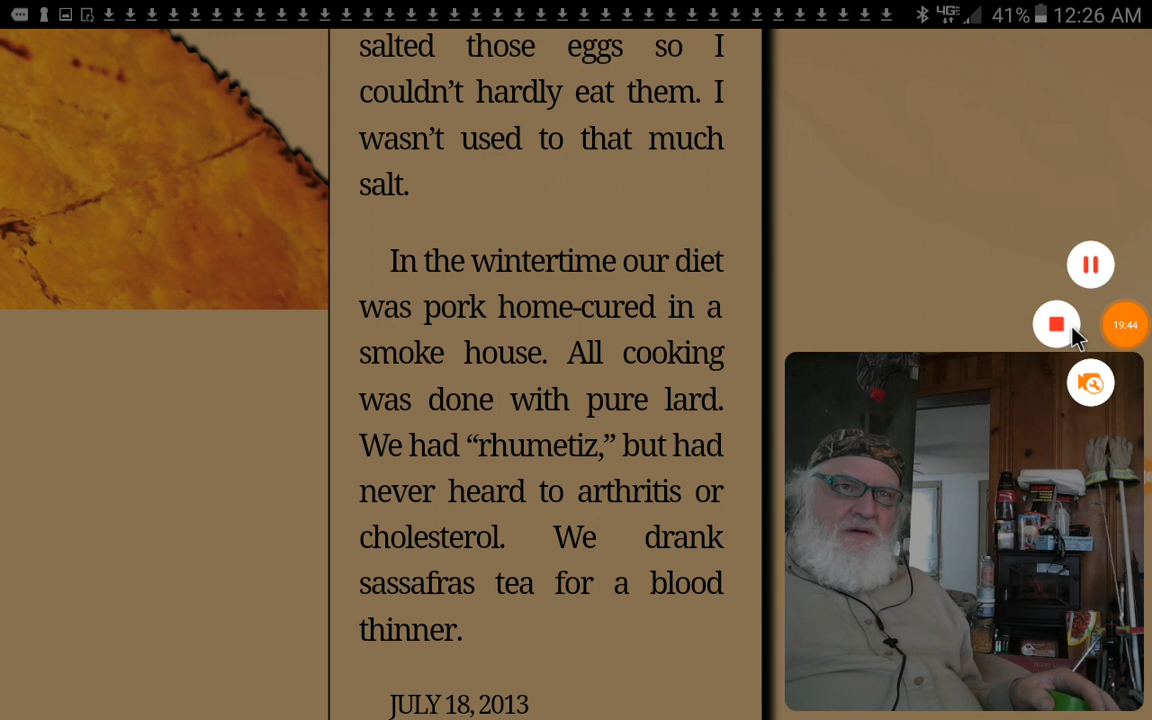 41% 12:26 AM
salted those eggs so I
couldn’t hardly eat them. I
wasn’t used to that much
salt.
In the wintertime our diet
was pork home-cured in a
smoke house. All cooking
was done with pure lard.
We had “rhumetiz,” but had
never heard to arthritis or
cholesterol. We drank
sassafras tea for a blood
thinner.
JULY 18, 2013
19:44